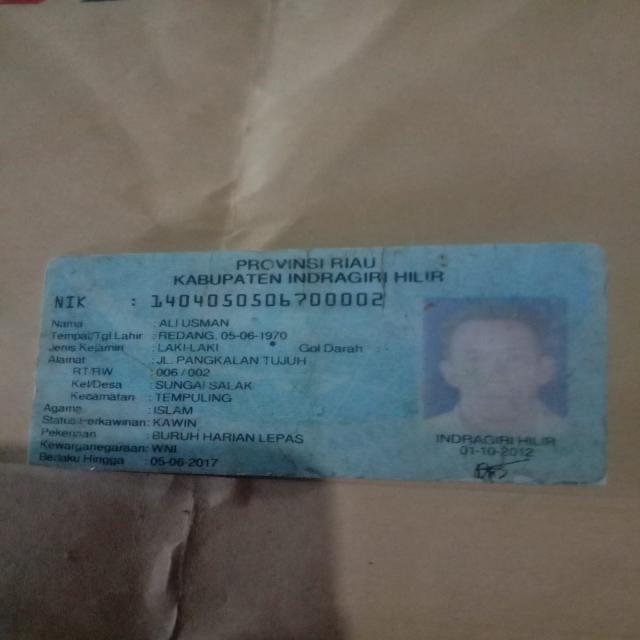 PROVINSI RIAU
KABUPATEN INDRAGIRI HILIR
NIK : 1404050506700002
Nama : ALI USMAN
Tempat/Tgl Lahir : REDANG, 05-06-1970
Jenis Kelamin : LAKI-LAKI Gol Darah :
Alamat : JL. PANGKALAN TUJUH
RT/RW : 006 / 002
Kel/Desa : SUNGAI SALAK
Kecamatan : TEMPULING
Agama : ISLAM
Status Perkawinan: KAWIN
Pekerjaan : BURUH HARIAN LEPAS
Kewarganegaraan: WNI
Berlaku Hingga : 05-06-2017
INDRAGIRI HILIR
01-10-2012